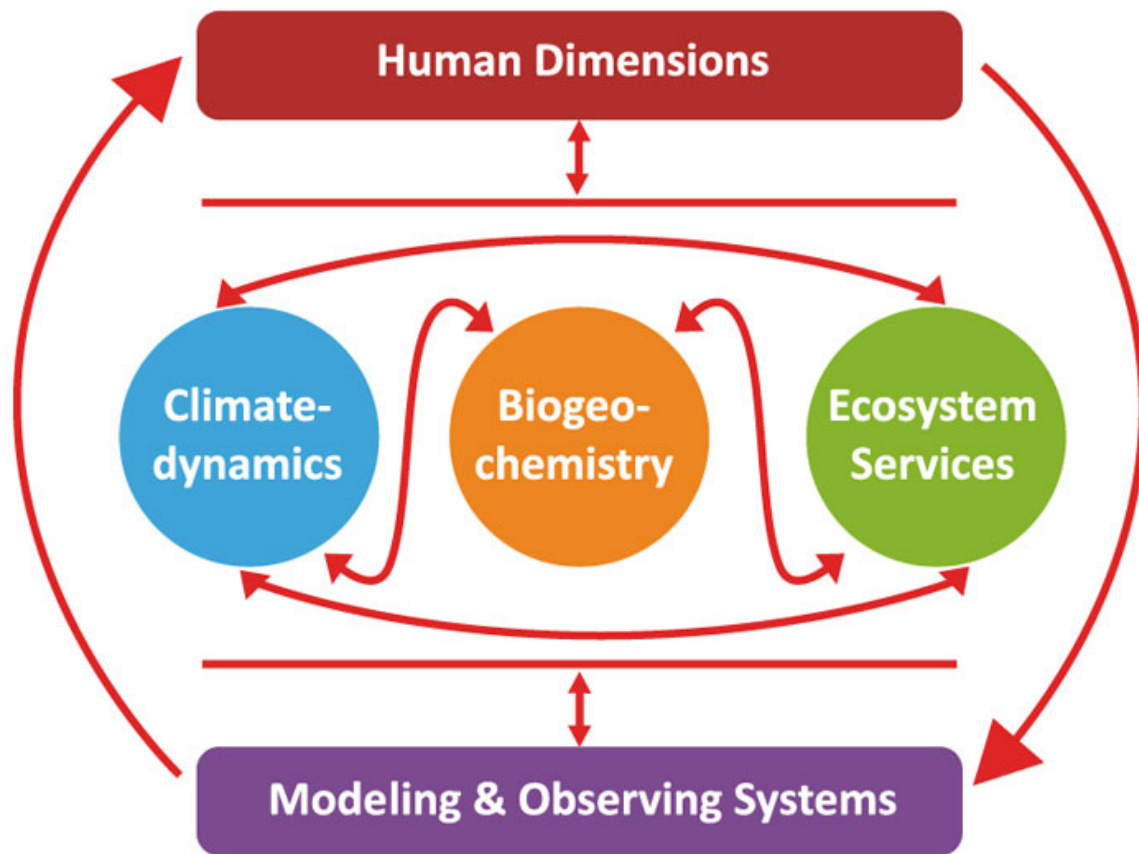 Human Dimensions
Climate-
dynamics
Biogeo-
chemistry
Ecosystem
Services
Modeling & Observing Systems